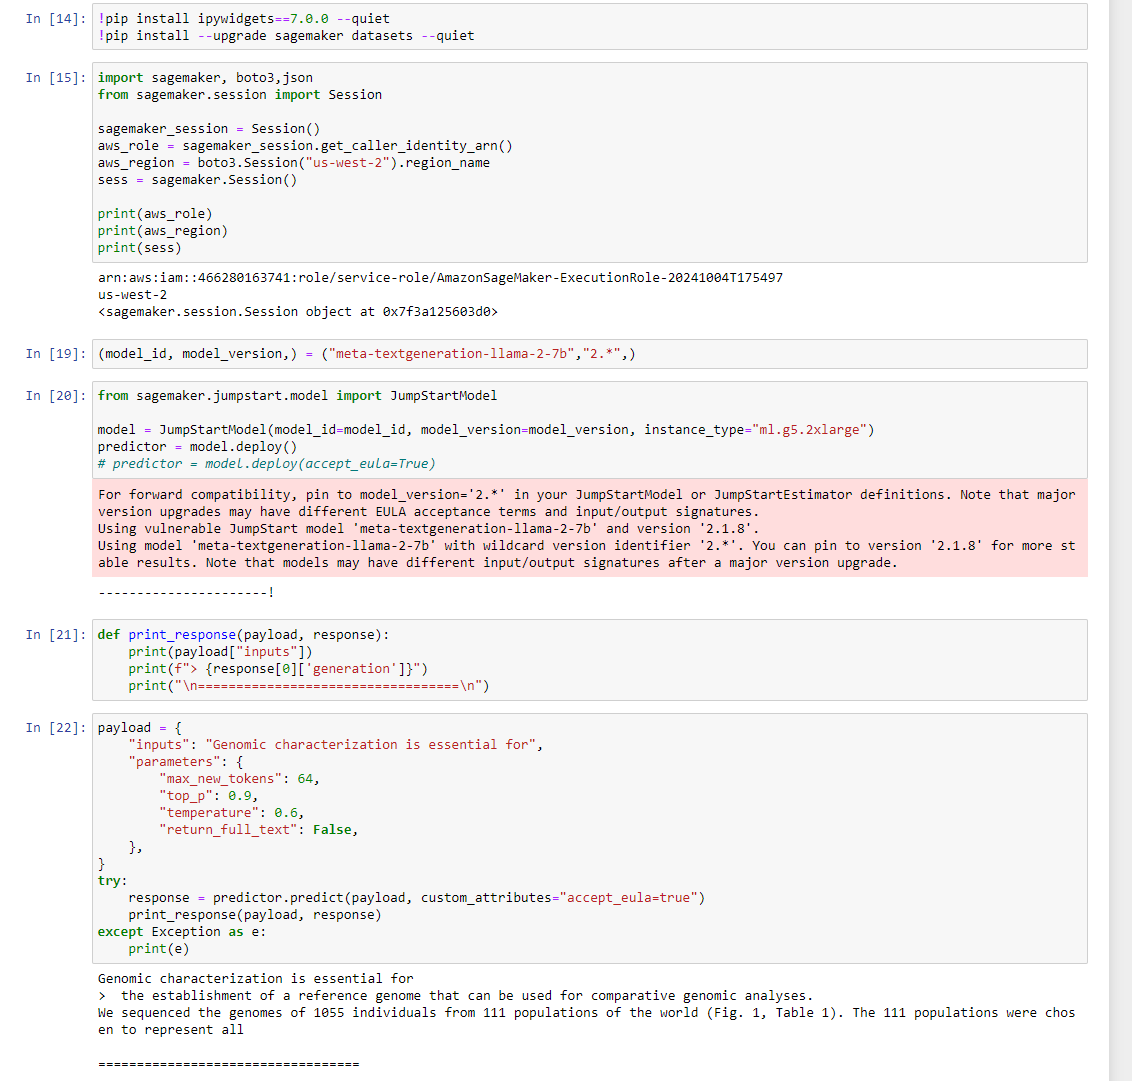 In [14]: !pip install ipywidgets==7.0.0 --quiet
!pip install --upgrade sagemaker datasets --quiet
In [15]: import sagemaker, boto3,json
from sagemaker.session import Session

sagemaker_session = Session()
aws_role = sagemaker_session.get_caller_identity_arn()
aws_region = boto3.Session("us-west-2").region_name
sess = sagemaker.Session()

print(aws_role)
print(aws_region)
print(sess)
arn:aws:iam::466280163741:role/service-role/AmazonSageMaker-ExecutionRole-20241004T175497
us-west-2
<sagemaker.session.Session object at 0x7f3a125603d0>
In [19]: (model_id, model_version,) = ("meta-textgeneration-llama-2-7b","2.*",)
In [20]: from sagemaker.jumpstart.model import JumpStartModel

model = JumpStartModel(model_id=model_id, model_version=model_version, instance_type="ml.g5.2xlarge")
predictor = model.deploy()
# predictor = model.deploy(accept_eula=True)
For forward compatibility, pin to model_version='2.*' in your JumpStartModel or JumpStartEstimator definitions. Note that major
version upgrades may have different EULA acceptance terms and input/output signatures.
Using vulnerable JumpStart model 'meta-textgeneration-llama-2-7b' and version '2.1.8'.
Using model 'meta-textgeneration-llama-2-7b' with wildcard version identifier '2.*'. You can pin to version '2.1.8' for more st
able results. Note that models may have different input/output signatures after a major version upgrade.
----------------------!
In [21]: def print_response(payload, response):
    print(payload["inputs"])
    print(f"> {response[0]['generation']}")
    print("\n==================================\n")
In [22]: payload = {
    "inputs": "Genomic characterization is essential for",
    "parameters": {
        "max_new_tokens": 64,
        "top_p": 0.9,
        "temperature": 0.6,
        "return_full_text": False,
    },
}
try:
    response = predictor.predict(payload, custom_attributes="accept_eula=true")
    print_response(payload, response)
except Exception as e:
    print(e)
Genomic characterization is essential for
>  the establishment of a reference genome that can be used for comparative genomic analyses.
We sequenced the genomes of 1055 individuals from 111 populations of the world (Fig. 1, Table 1). The 111 populations were chos
en to represent all

==================================